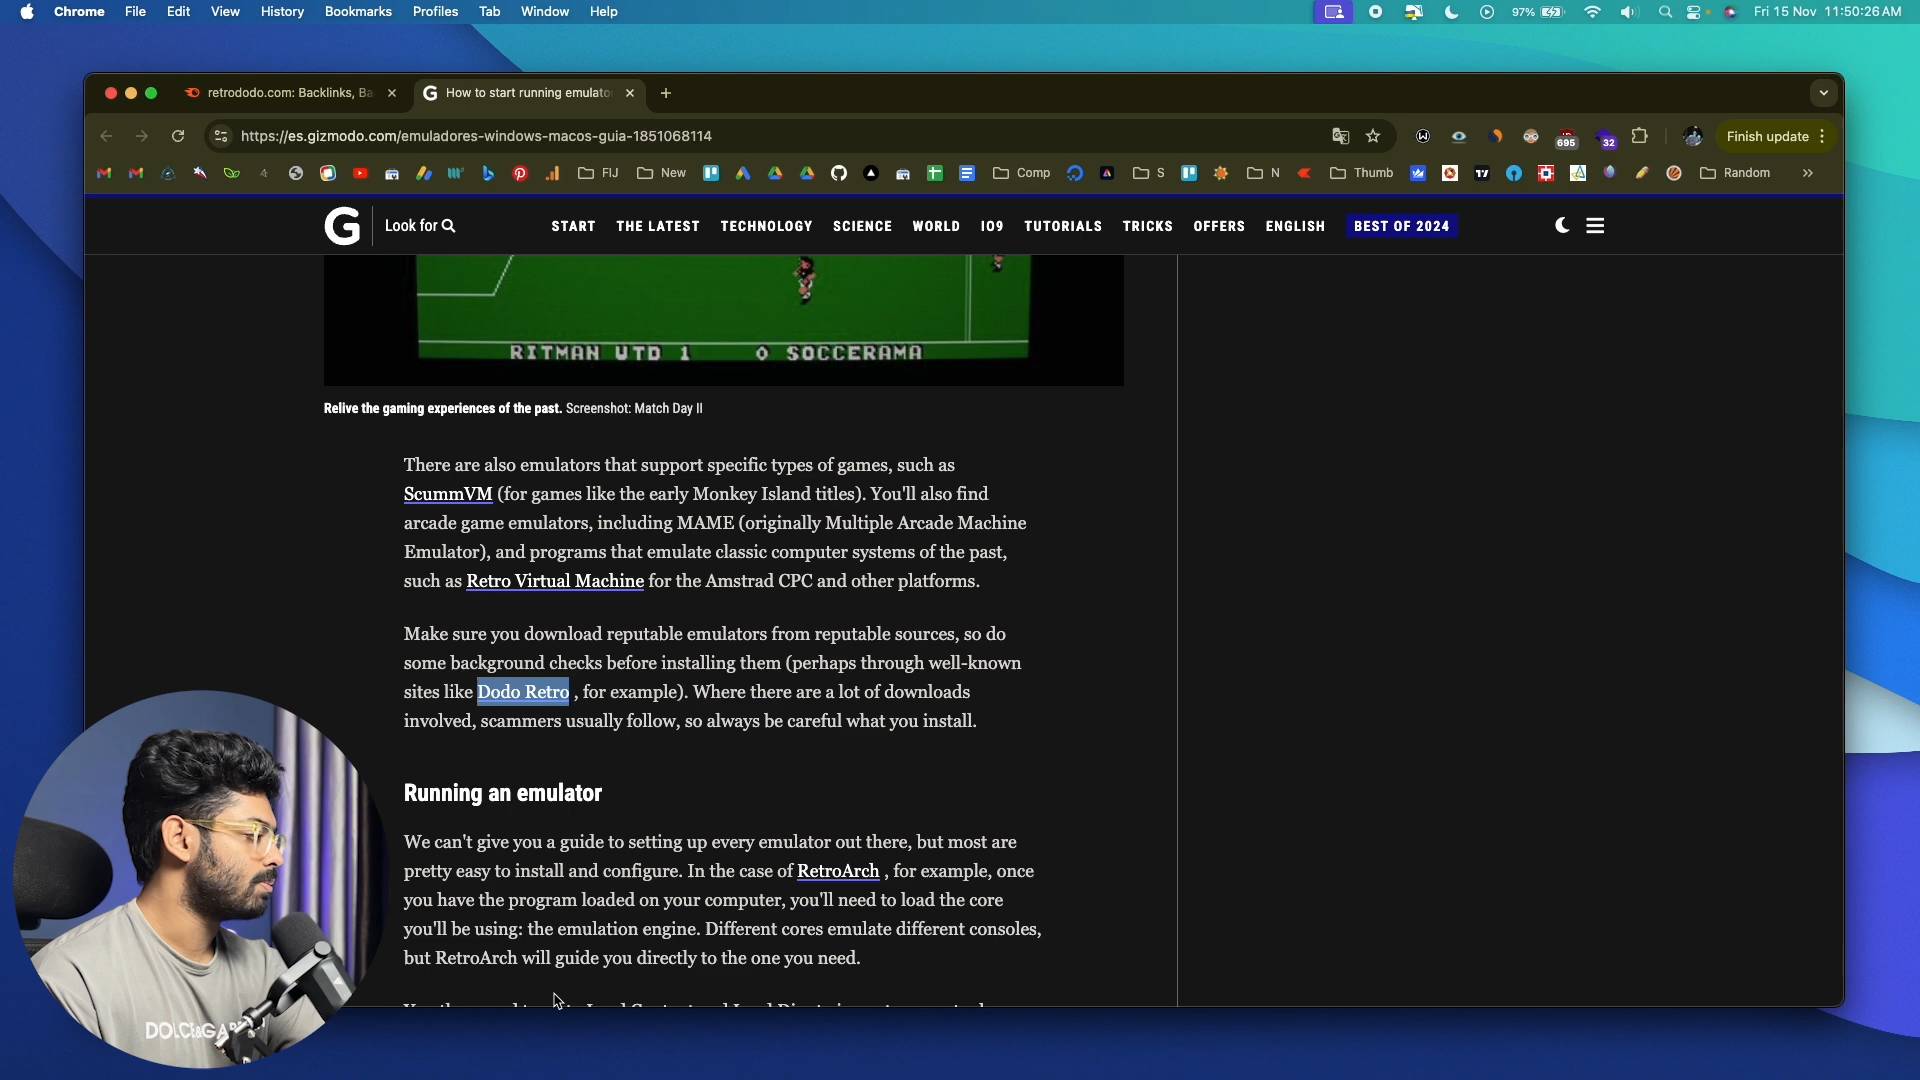 Chrome File Edit View History Bookmarks Profiles Tab Window Help
97% Fri 15 Nov 11:50:26 AM
retrododo.com: Backlinks, Ba
How to start running emulato
https://es.gizmodo.com/emuladores-windows-macos-guia-1851068114
695
32
Finish update
FIJ New Comp S N Thumb Random
G Look for START THE LATEST TECHNOLOGY SCIENCE WORLD IO9 TUTORIALS TRICKS OFFERS ENGLISH BEST OF 2024
RITMAN UTD 1 0 SOCCERAMA
Relive the gaming experiences of the past. Screenshot: Match Day II
There are also emulators that support specific types of games, such as
ScummVM (for games like the early Monkey Island titles). You'll also find
arcade game emulators, including MAME (originally Multiple Arcade Machine
Emulator), and programs that emulate classic computer systems of the past,
such as Retro Virtual Machine for the Amstrad CPC and other platforms.
Make sure you download reputable emulators from reputable sources, so do
some background checks before installing them (perhaps through well-known
sites like Dodo Retro , for example). Where there are a lot of downloads
involved, scammers usually follow, so always be careful what you install.
Running an emulator
We can't give you a guide to setting up every emulator out there, but most are
pretty easy to install and configure. In the case of RetroArch , for example, once
you have the program loaded on your computer, you'll need to load the core
you'll be using: the emulation engine. Different cores emulate different consoles,
but RetroArch will guide you directly to the one you need.